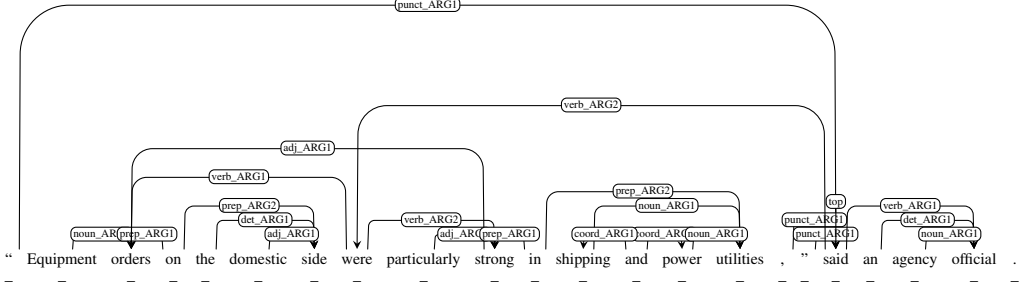 punct_ARG1
verb_ARG2
adj_ARG1
verb_ARG1 prep_ARG2
prep_ARG2 noun_ARG1 top verb_ARG1
det_ARG1 verb_ARG2 punct_ARG1 det_ARG1
prep_ARG1 adj_ARG1 prep_ARG1 coord_ARG1 noun_ARG1 punct_ARG1 noun_ARG1
“ Equipment orders on the domestic side were particularly strong in shipping and power utilities , ” said an agency official .
_ _ _ _ _ _ _ _ _ _ _ _ _ _ _ _ _ _ _ _ _ _